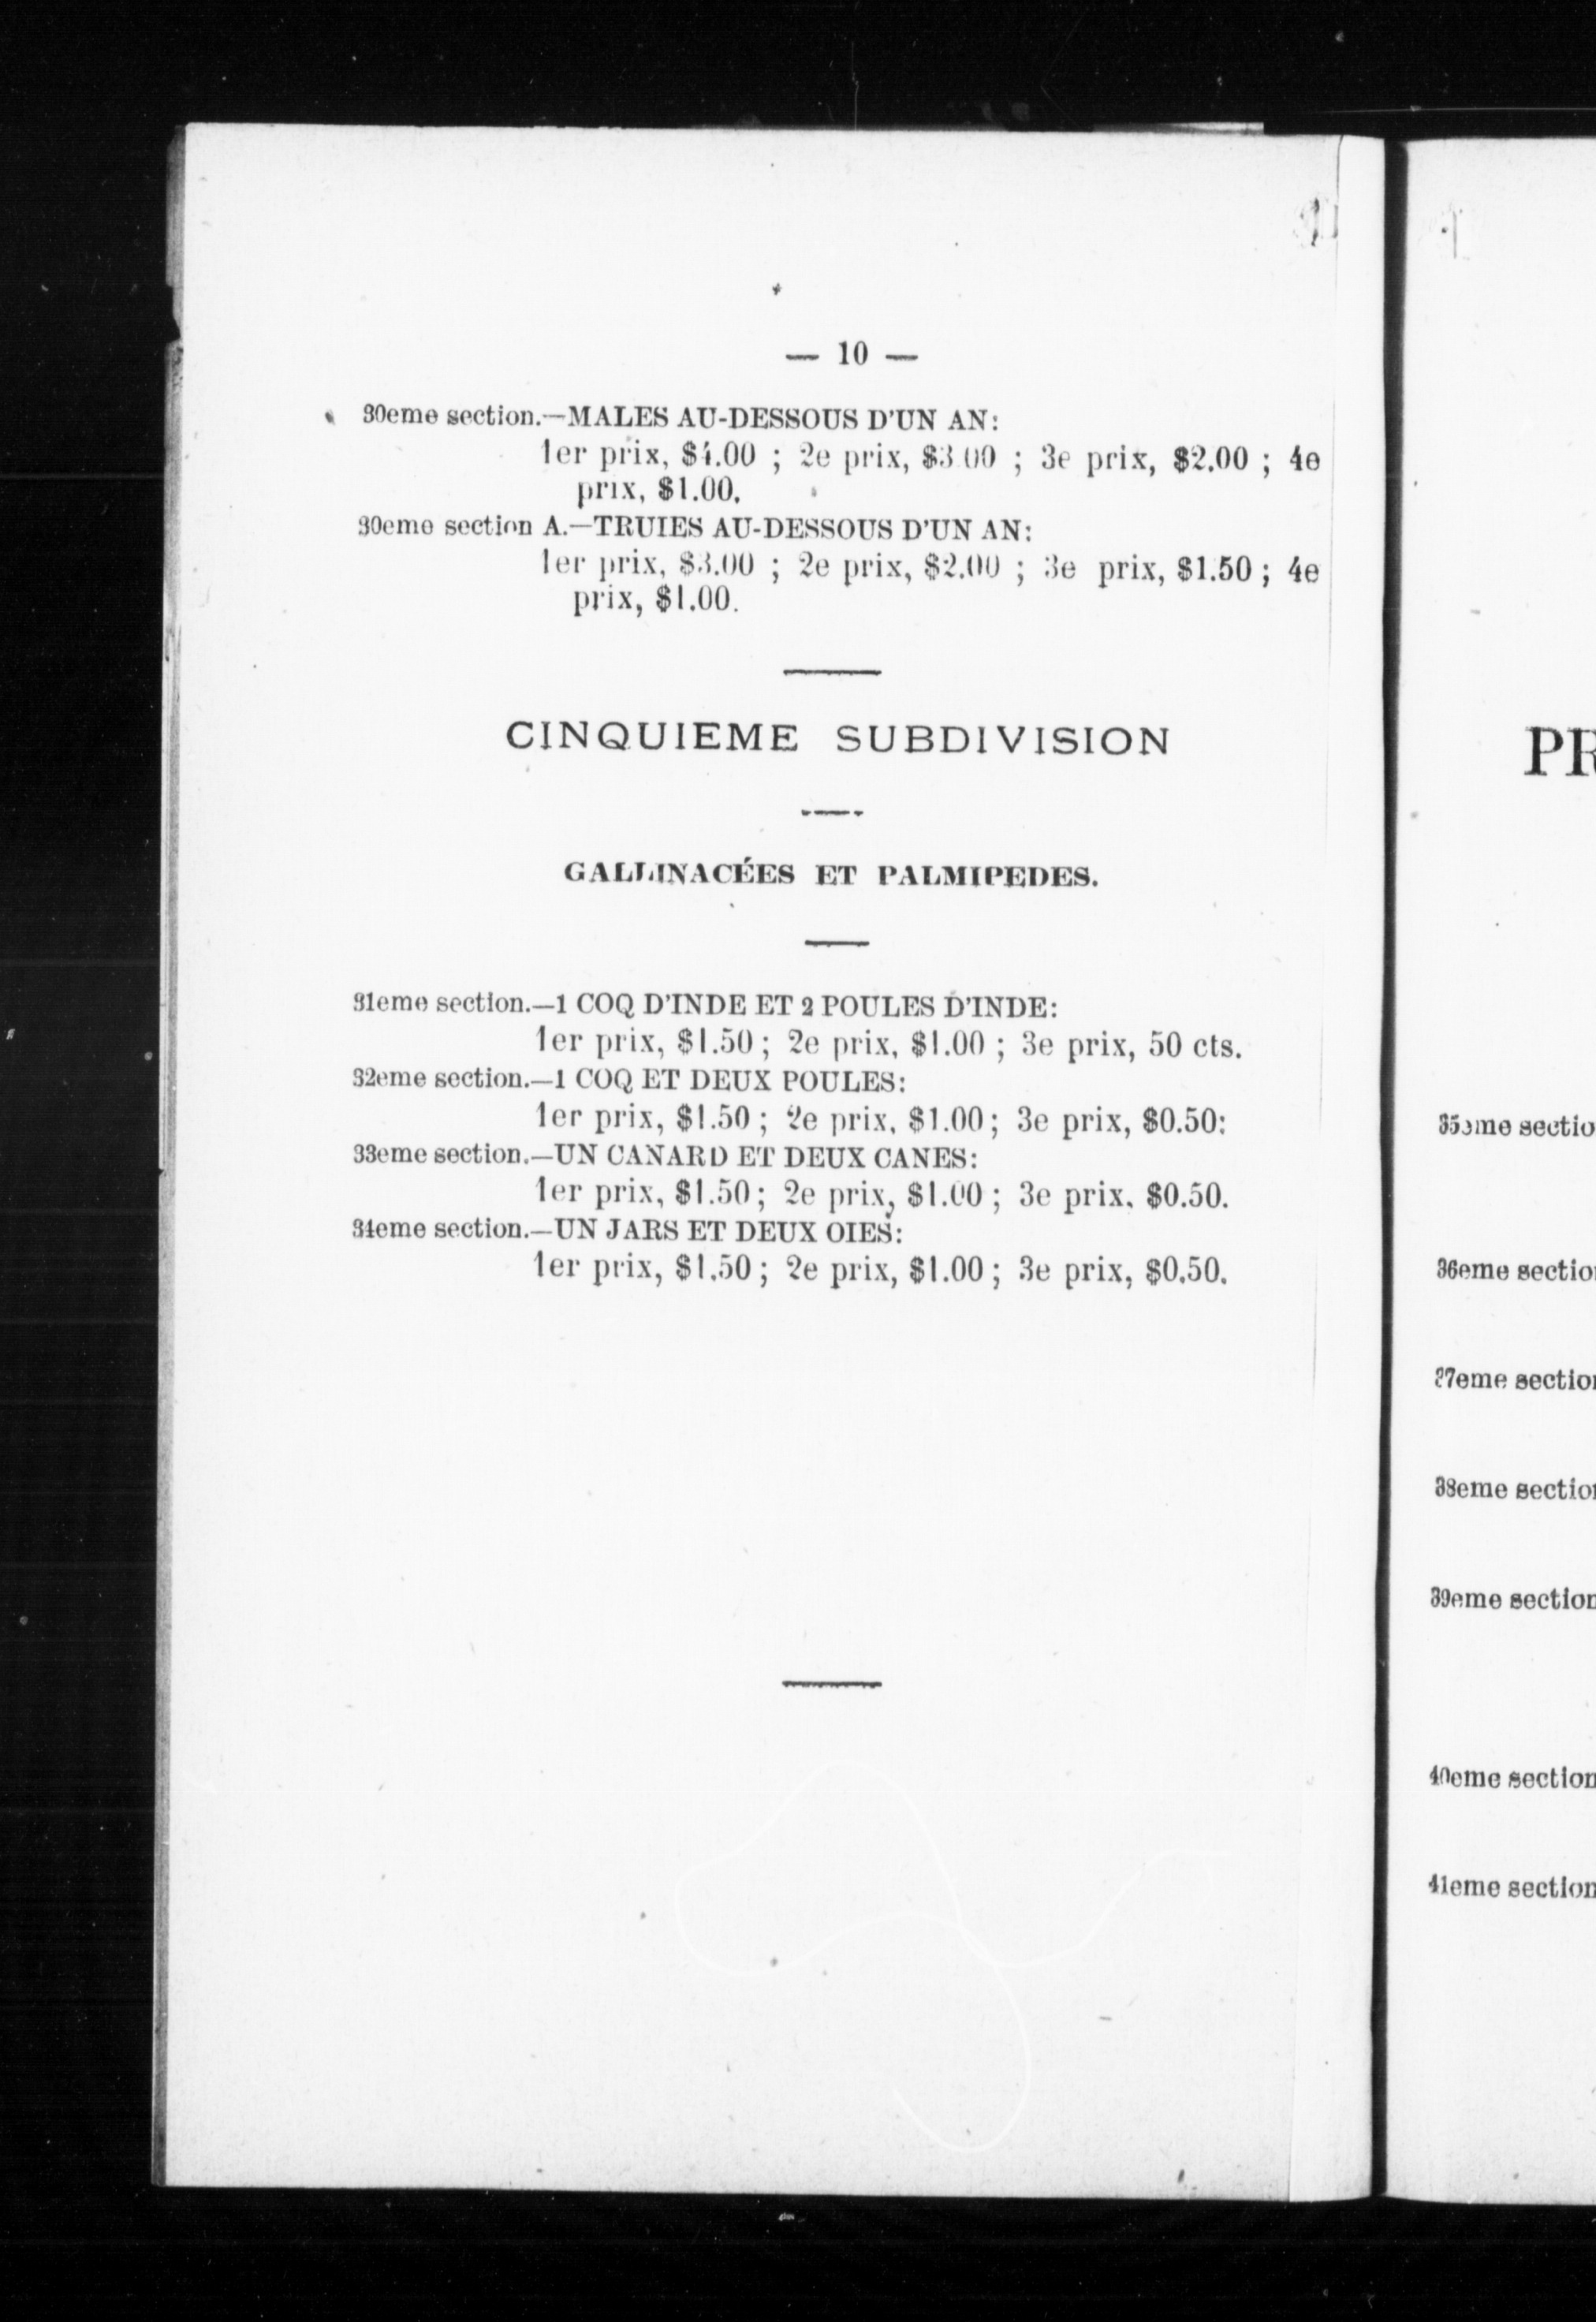 — 10 —
30eme section.—MALES AU-DESSOUS D'UN AN:
1er prix, $4.00 ; 2e prix, $3.00 ; 3e prix, $2.00 ; 4e
prix, $1.00.
30eme section A.—TRUIES AU-DESSOUS D'UN AN:
1er prix, $3.00 ; 2e prix, $2.00 ; 3e prix, $1.50 ; 4e
prix, $1.00.
CINQUIEME SUBDIVISION
GALLINACÉES ET PALMIPEDES.
31eme section.—1 COQ D'INDE ET 2 POULES D'INDE:
1er prix, $1.50 ; 2e prix, $1.00 ; 3e prix, 50 cts.
32eme section.—1 COQ ET DEUX POULES:
1er prix, $1.50 ; 2e prix, $1.00 ; 3e prix, $0.50:
33eme section.—UN CANARD ET DEUX CANES:
1er prix, $1.50 ; 2e prix, $1.00 ; 3e prix. $0.50.
34eme section.—UN JARS ET DEUX OIES:
1er prix, $1.50 ; 2e prix, $1.00 ; 3e prix, $0.50.
PR
35eme sectio
36eme section
37eme section
38eme section
39eme section
40eme section
41eme section